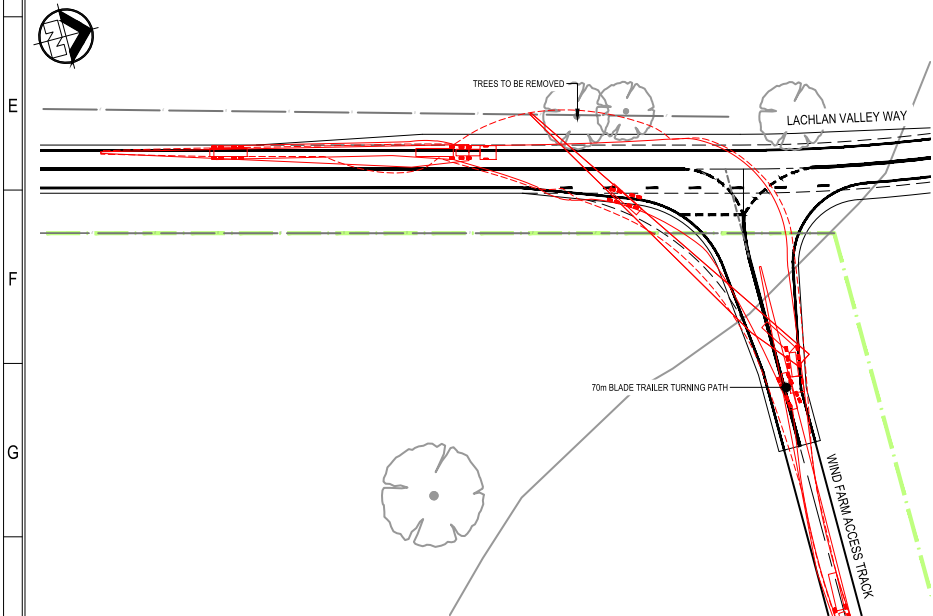 E
TREES TO BE REMOVED
LACHLAN VALLEY WAY
F
70m BLADE TRAILER TURNING PATH
G
WIND FARM ACCESS TRACK